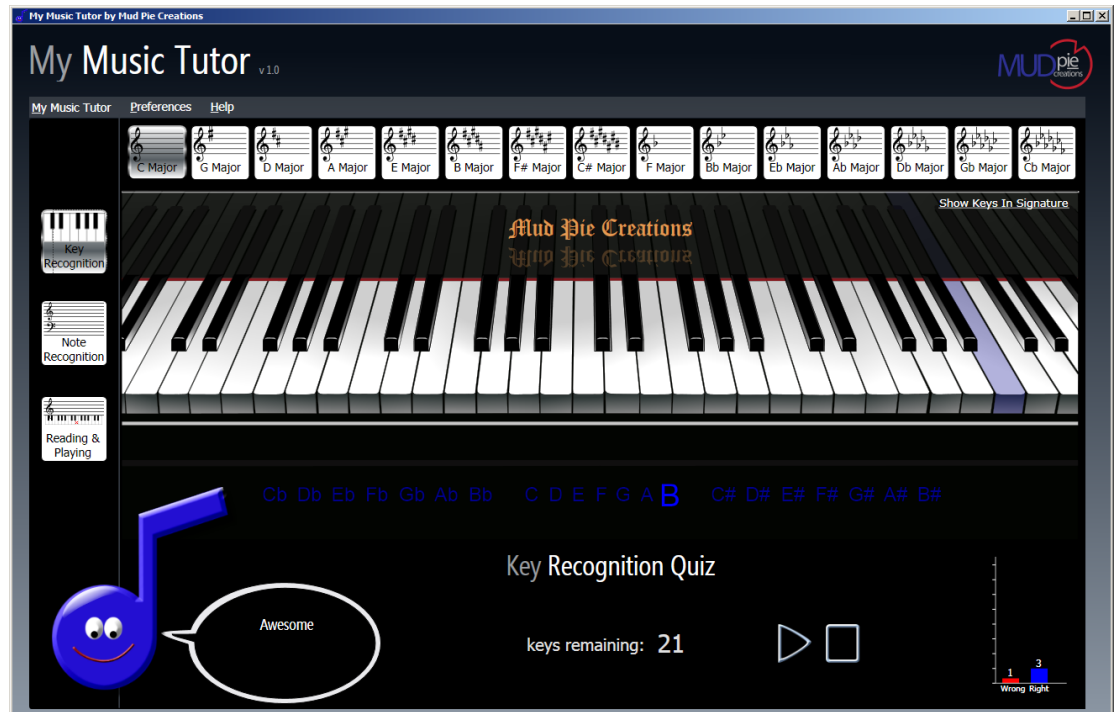 My Music Tutor by Mud Pie Creations
My Music Tutor v 1.0
MUDpie
creations
My Music Tutor Preferences Help
C Major G Major D Major A Major E Major B Major F# Major C# Major F Major Bb Major Eb Major Ab Major Db Major Gb Major Cb Major
Show Keys In Signature
Mud Pie Creations
Key
Recognition
Note
Recognition
Reading &
Playing
Cb Db Eb Fb Gb Ab Bb C D E F G A B C# D# E# F# G# A# B#
Key Recognition Quiz
Awesome
keys remaining: 21
1 3
Wrong Right